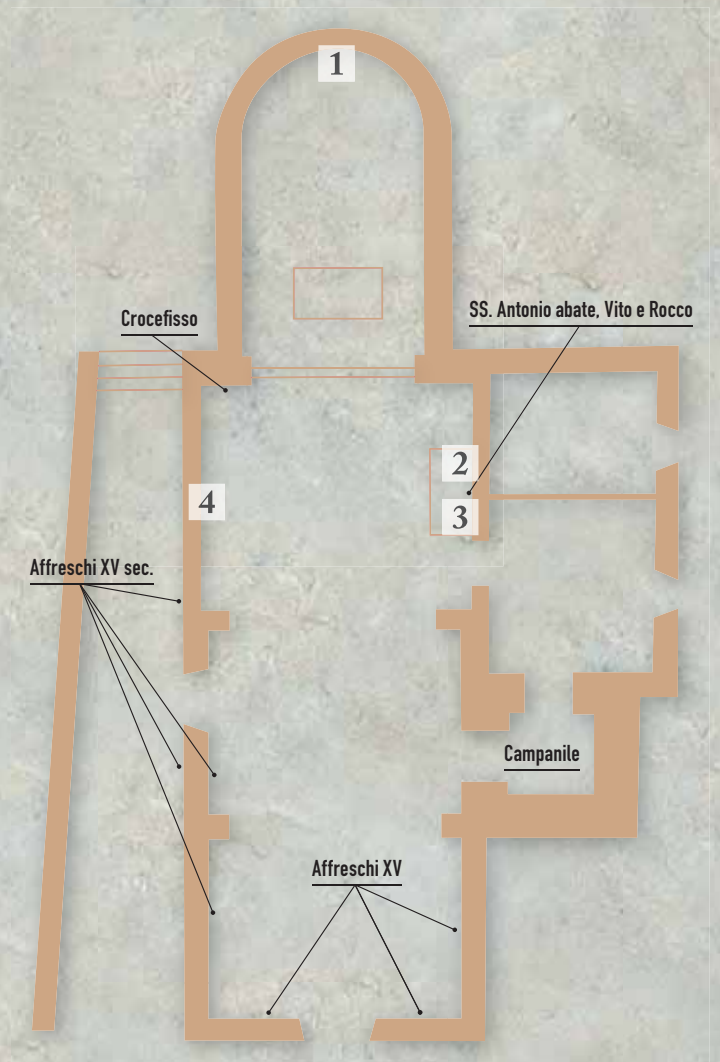 1
Crocefisso
SS. Antonio abate, Vito e Rocco
2
4
3
Affreschi XV sec.
Campanile
Affreschi XV